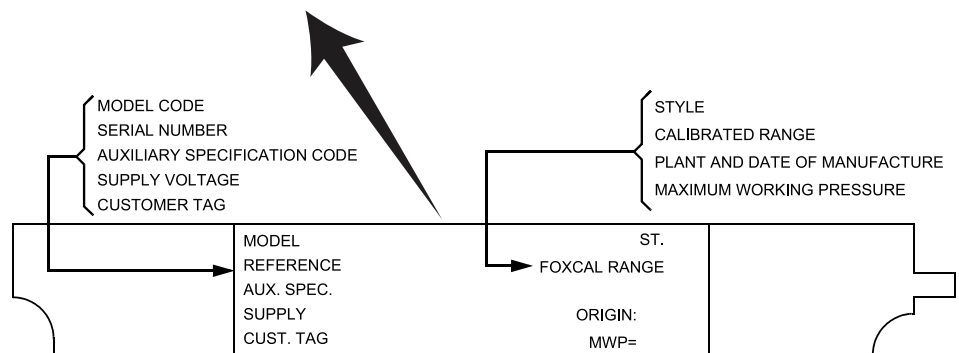 MODEL CODE
SERIAL NUMBER
AUXILIARY SPECIFICATION CODE
SUPPLY VOLTAGE
CUSTOMER TAG
STYLE
CALIBRATED RANGE
PLANT AND DATE OF MANUFACTURE
MAXIMUM WORKING PRESSURE
MODEL
REFERENCE
AUX. SPEC.
SUPPLY
CUST. TAG
ST.
FOXCAL RANGE
ORIGIN:
MWP=